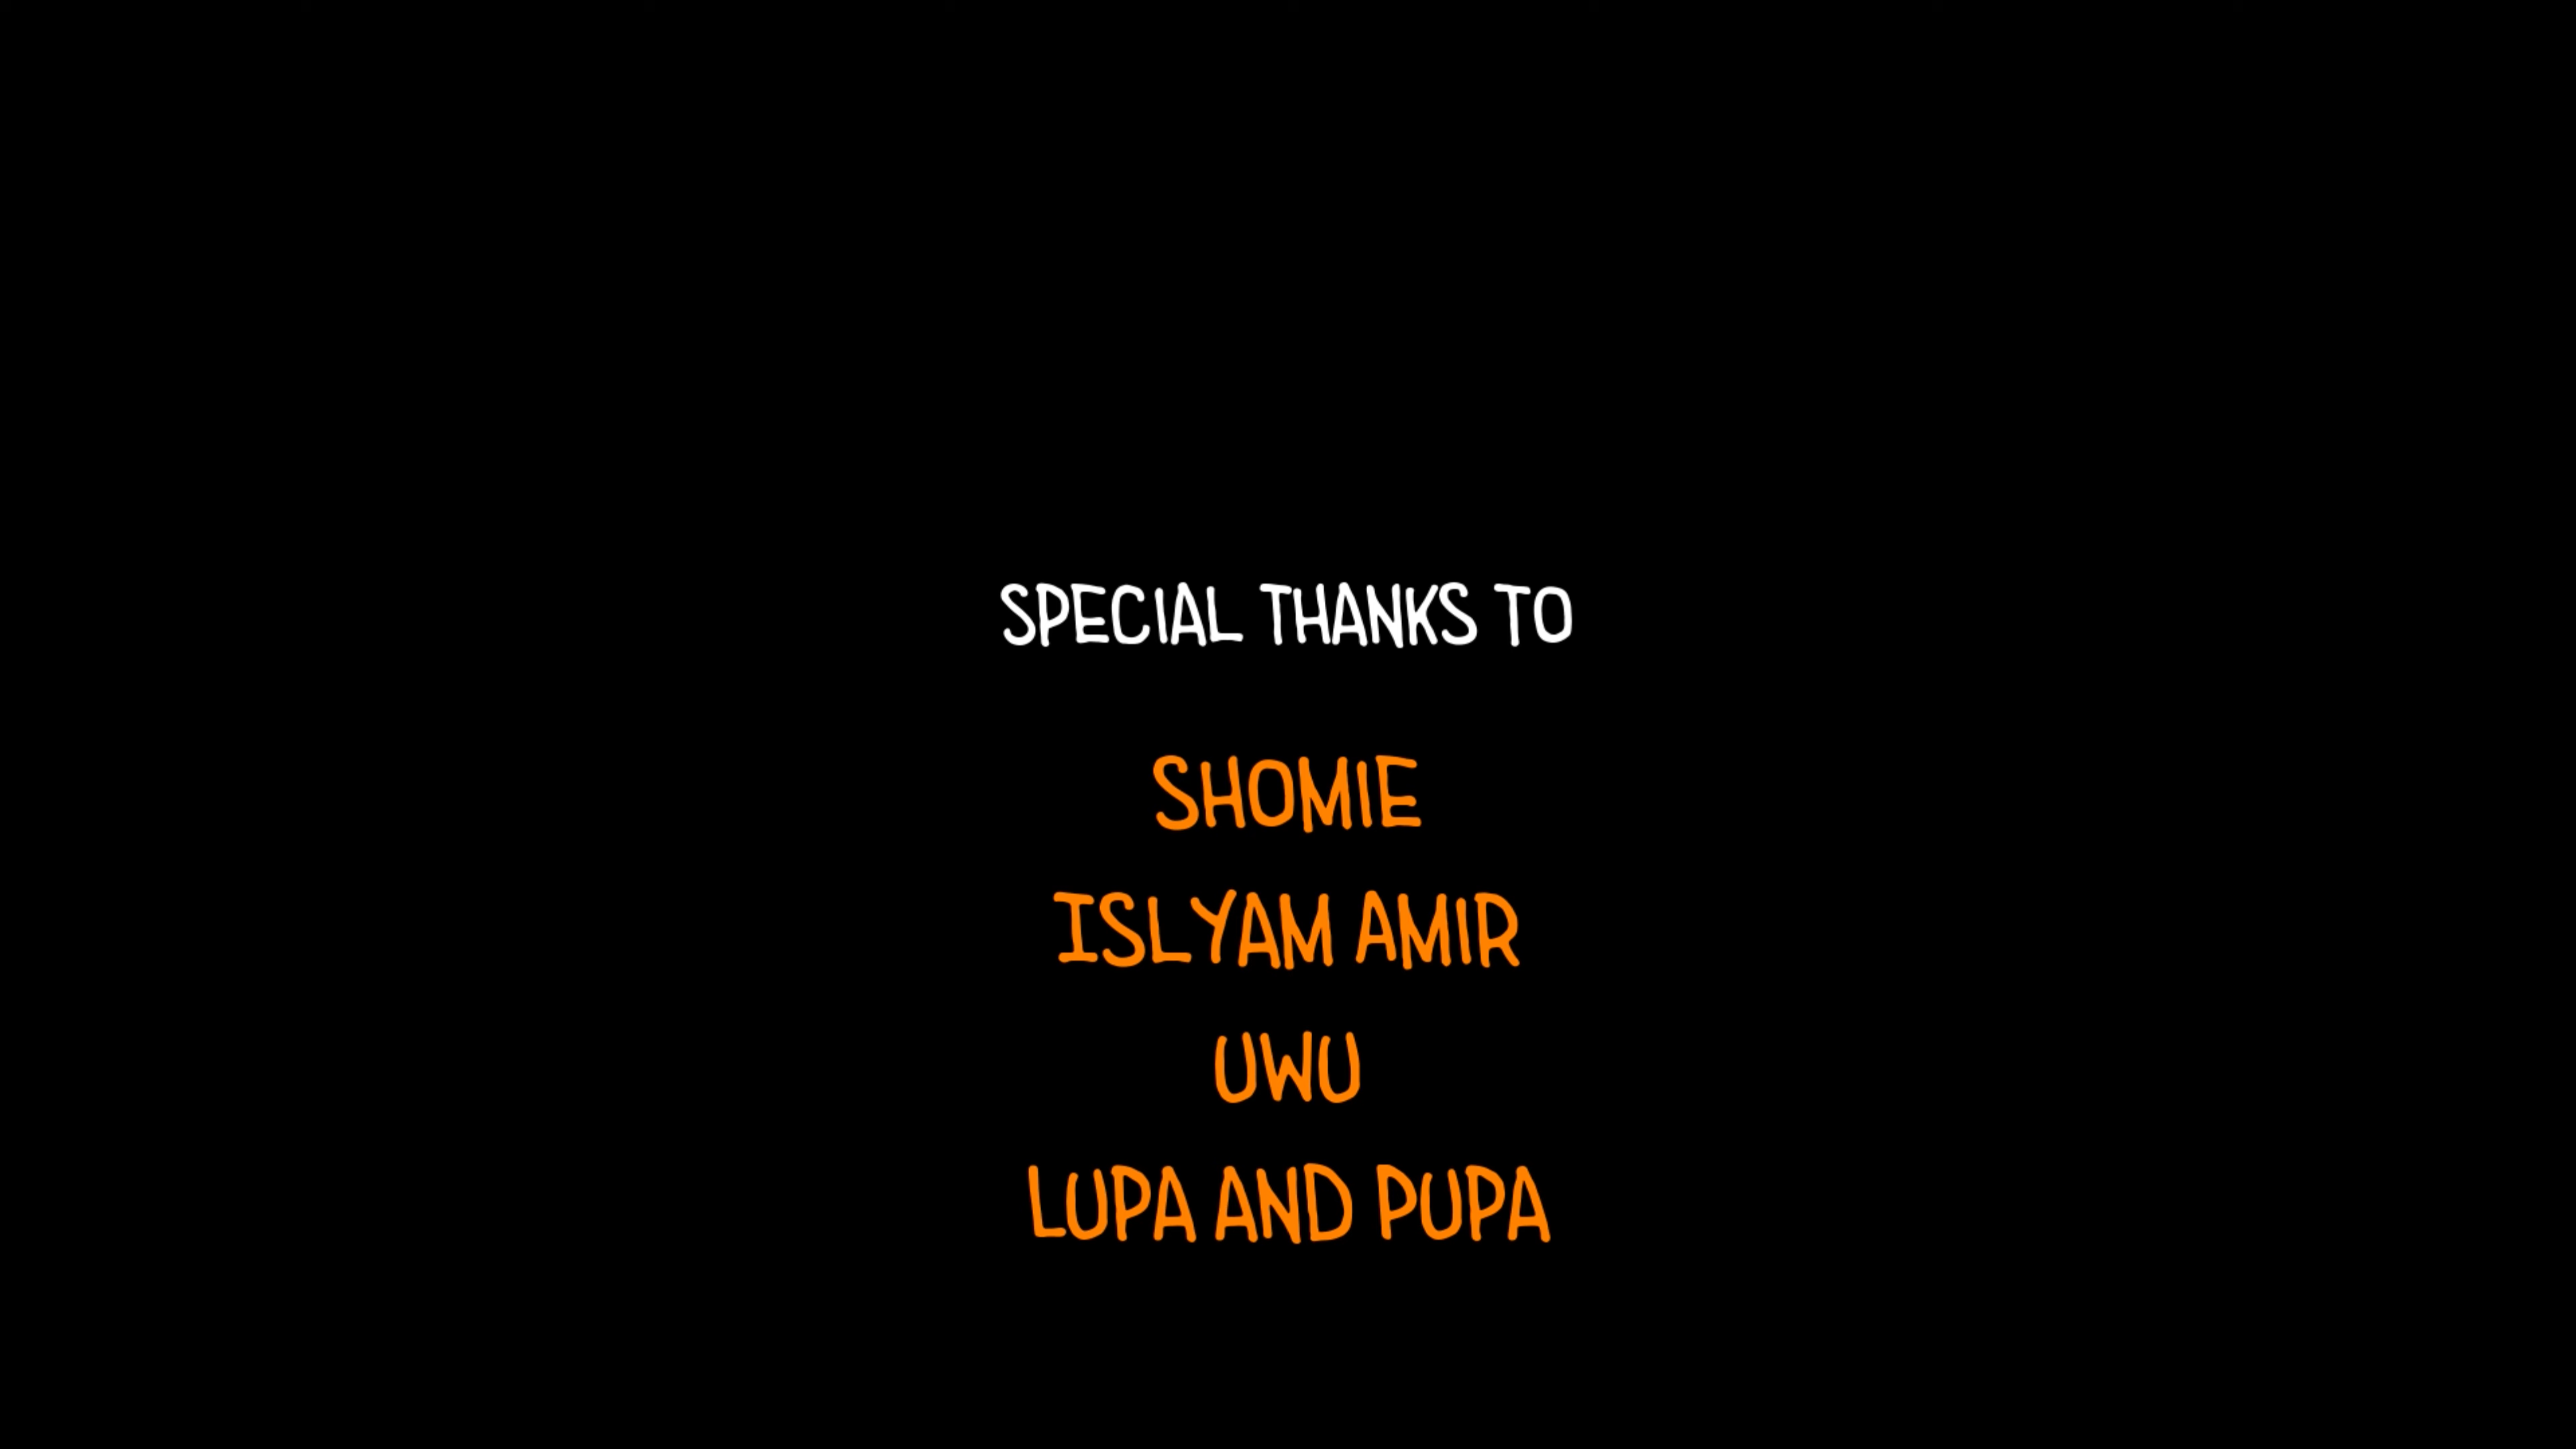 SPECIAL THANKS TO
SHOMIE
ISLYAM AMIR
UWU
LUPA AND PUPA